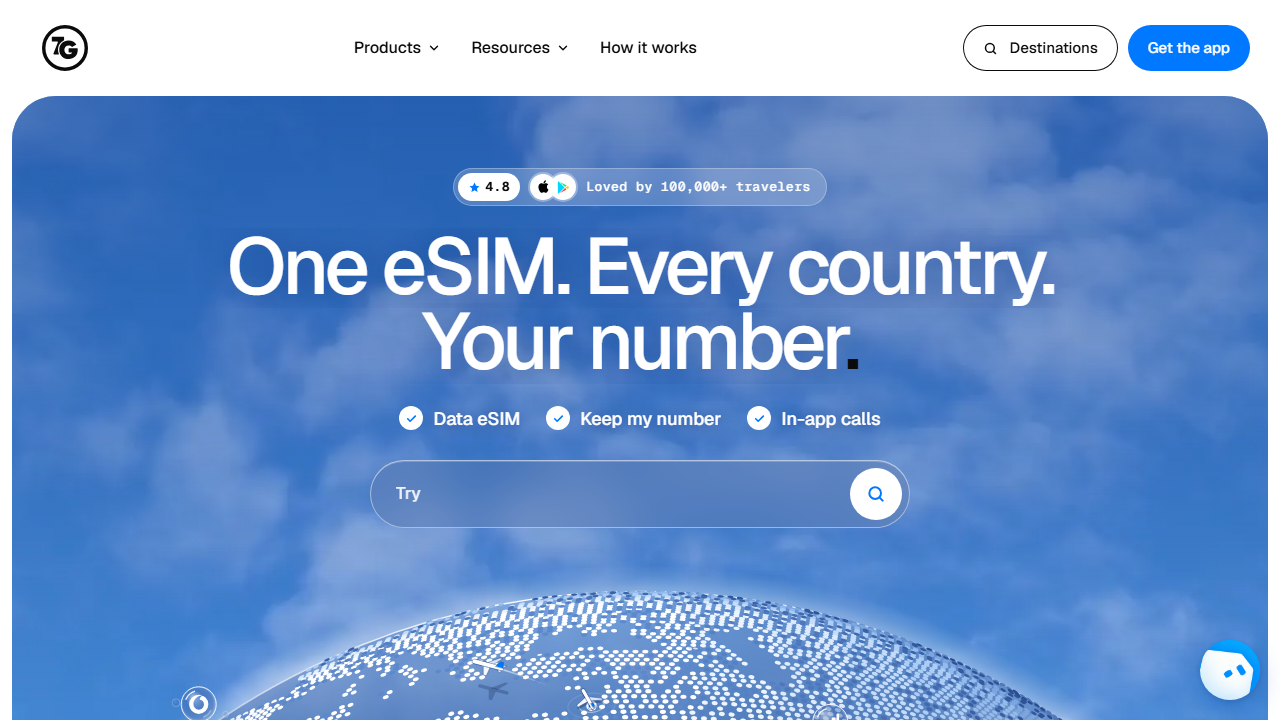 7G
Products
Resources
How it works
Destinations
Get the app
4.8
Loved by 100,000+ travelers
One eSIM. Every country.
Your number.
Data eSIM
Keep my number
In-app calls
Try